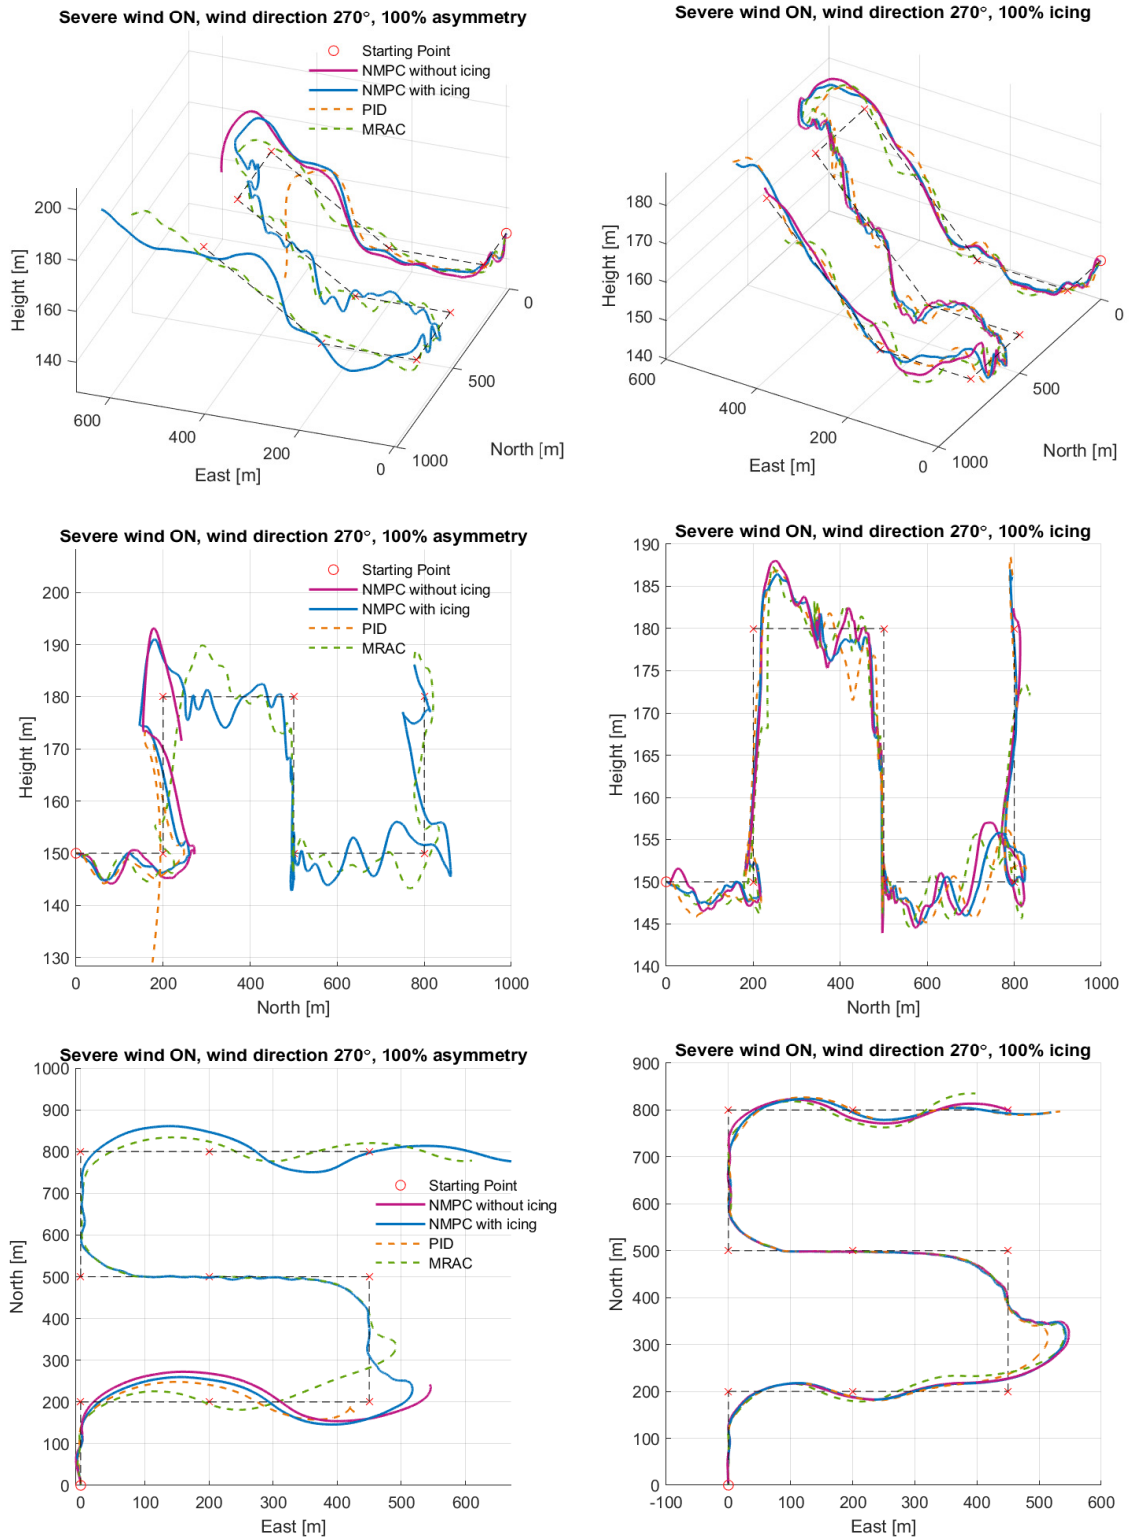 Severe wind ON, wind direction 270°, 100% asymmetry
Starting Point
NMPC without icing
NMPC with icing
PID
MRAC
200
180
160
140
Height [m]
600
400
200
0
East [m]
0
500
1000
North [m]
Severe wind ON, wind direction 270°, 100% icing
180
170
160
150
140
Height [m]
600
400
200
0
East [m]
0
500
1000
North [m]
Severe wind ON, wind direction 270°, 100% asymmetry
Starting Point
NMPC without icing
NMPC with icing
PID
MRAC
200
190
180
170
160
150
140
130
Height [m]
0 200 400 600 800 1000
North [m]
Severe wind ON, wind direction 270°, 100% icing
190
185
180
175
170
165
160
155
150
145
140
Height [m]
0 200 400 600 800 1000
North [m]
Severe wind ON, wind direction 270°, 100% asymmetry
1000
900
800
700
600
500
400
300
200
100
0
North [m]
Starting Point
NMPC without icing
NMPC with icing
PID
MRAC
0 100 200 300 400 500 600
East [m]
Severe wind ON, wind direction 270°, 100% icing
900
800
700
600
500
400
300
200
100
0
North [m]
-100 0 100 200 300 400 500 600
East [m]